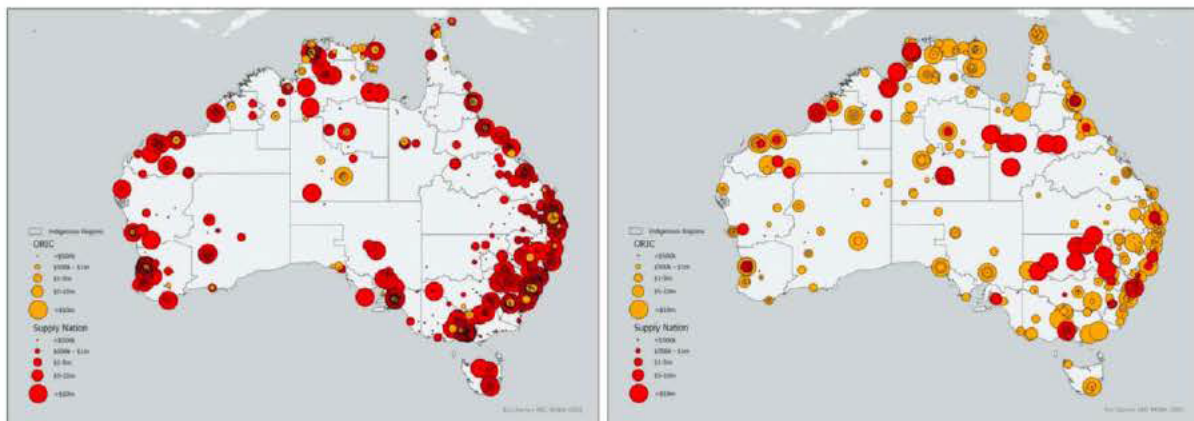 Indigenous Regions
ORIC
<$500k
$500k - $1m
$1-5m
$5-10m
>$10m
Supply Nation
<$500k
$500k - $1m
$1-5m
$5-10m
>$10m
Indigenous Regions
ORIC
<$500k
$500k - $1m
$1-5m
$5-10m
>$10m
Supply Nation
<$500k
$500k - $1m
$1-5m
$5-10m
>$10m